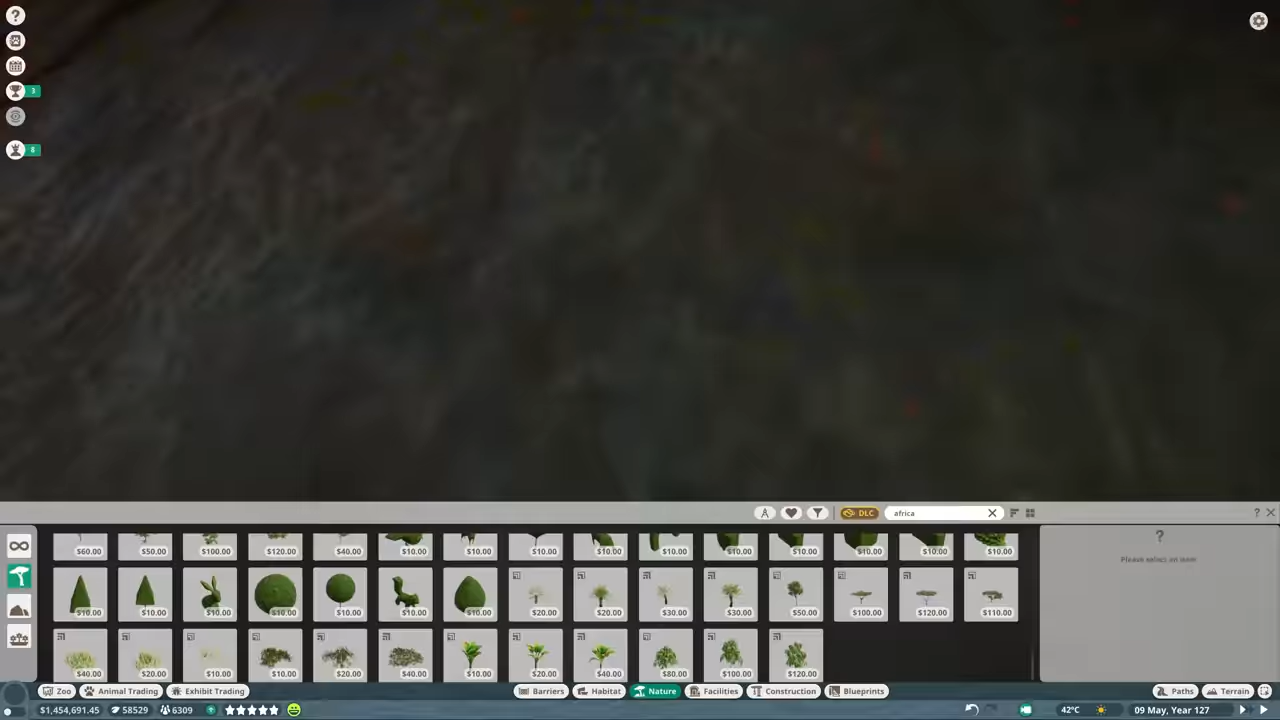 ?
3
8
DLC
africa
?
$60.00 $50.00 $100.00 $120.00 $40.00 $10.00 $10.00 $10.00 $10.00 $10.00 $10.00 $10.00 $10.00 $10.00 $10.00
?
Please select an item
$10.00 $10.00 $10.00 $10.00 $10.00 $10.00 $10.00 $20.00 $20.00 $30.00 $30.00 $50.00 $100.00 $120.00 $110.00
$40.00 $20.00 $10.00 $10.00 $20.00 $40.00 $10.00 $20.00 $40.00 $80.00 $100.00 $120.00
Zoo Animal Trading Exhibit Trading Barriers Habitat Nature Facilities Construction Blueprints Paths Terrain
$1,454,691.45 58529 6309 42°C 09 May, Year 127